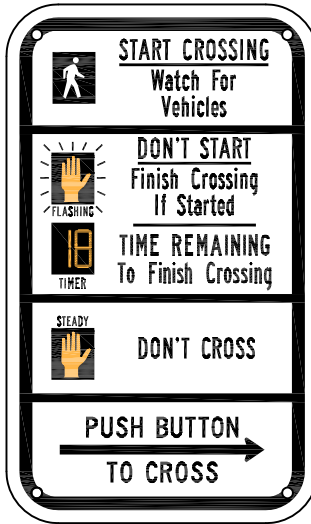 START CROSSING
Watch For
Vehicles
DON'T START
Finish Crossing
If Started
FLASHING
18
TIME REMAINING
To Finish Crossing
TIMER
STEADY
DON'T CROSS
PUSH BUTTON
TO CROSS